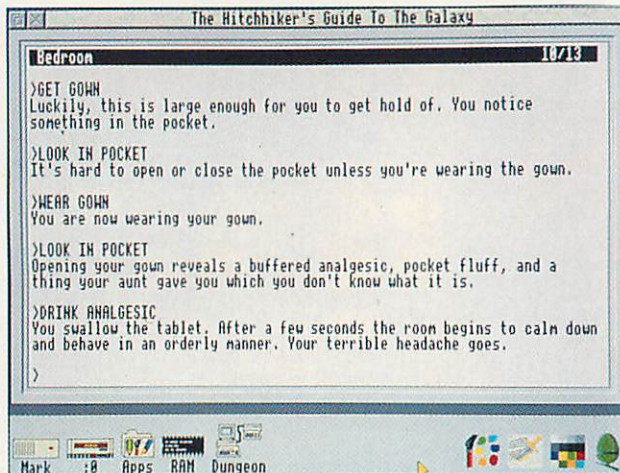 The Hitchhiker's Guide To The Galaxy
Bedroom 10/13
>GET GOWN
Luckily, this is large enough for you to get hold of. You notice
something in the pocket.
>LOOK IN POCKET
It's hard to open or close the pocket unless you're wearing the gown.
>WEAR GOWN
You are now wearing your gown.
>LOOK IN POCKET
Opening your gown reveals a buffered analgesic, pocket fluff, and a
thing your aunt gave you which you don't know what it is.
>DRINK ANALGESIC
You swallow the tablet. After a few seconds the room begins to calm down
and behave in an orderly manner. Your terrible headache goes.
>
Mark :0 Apps RAM Dungeon